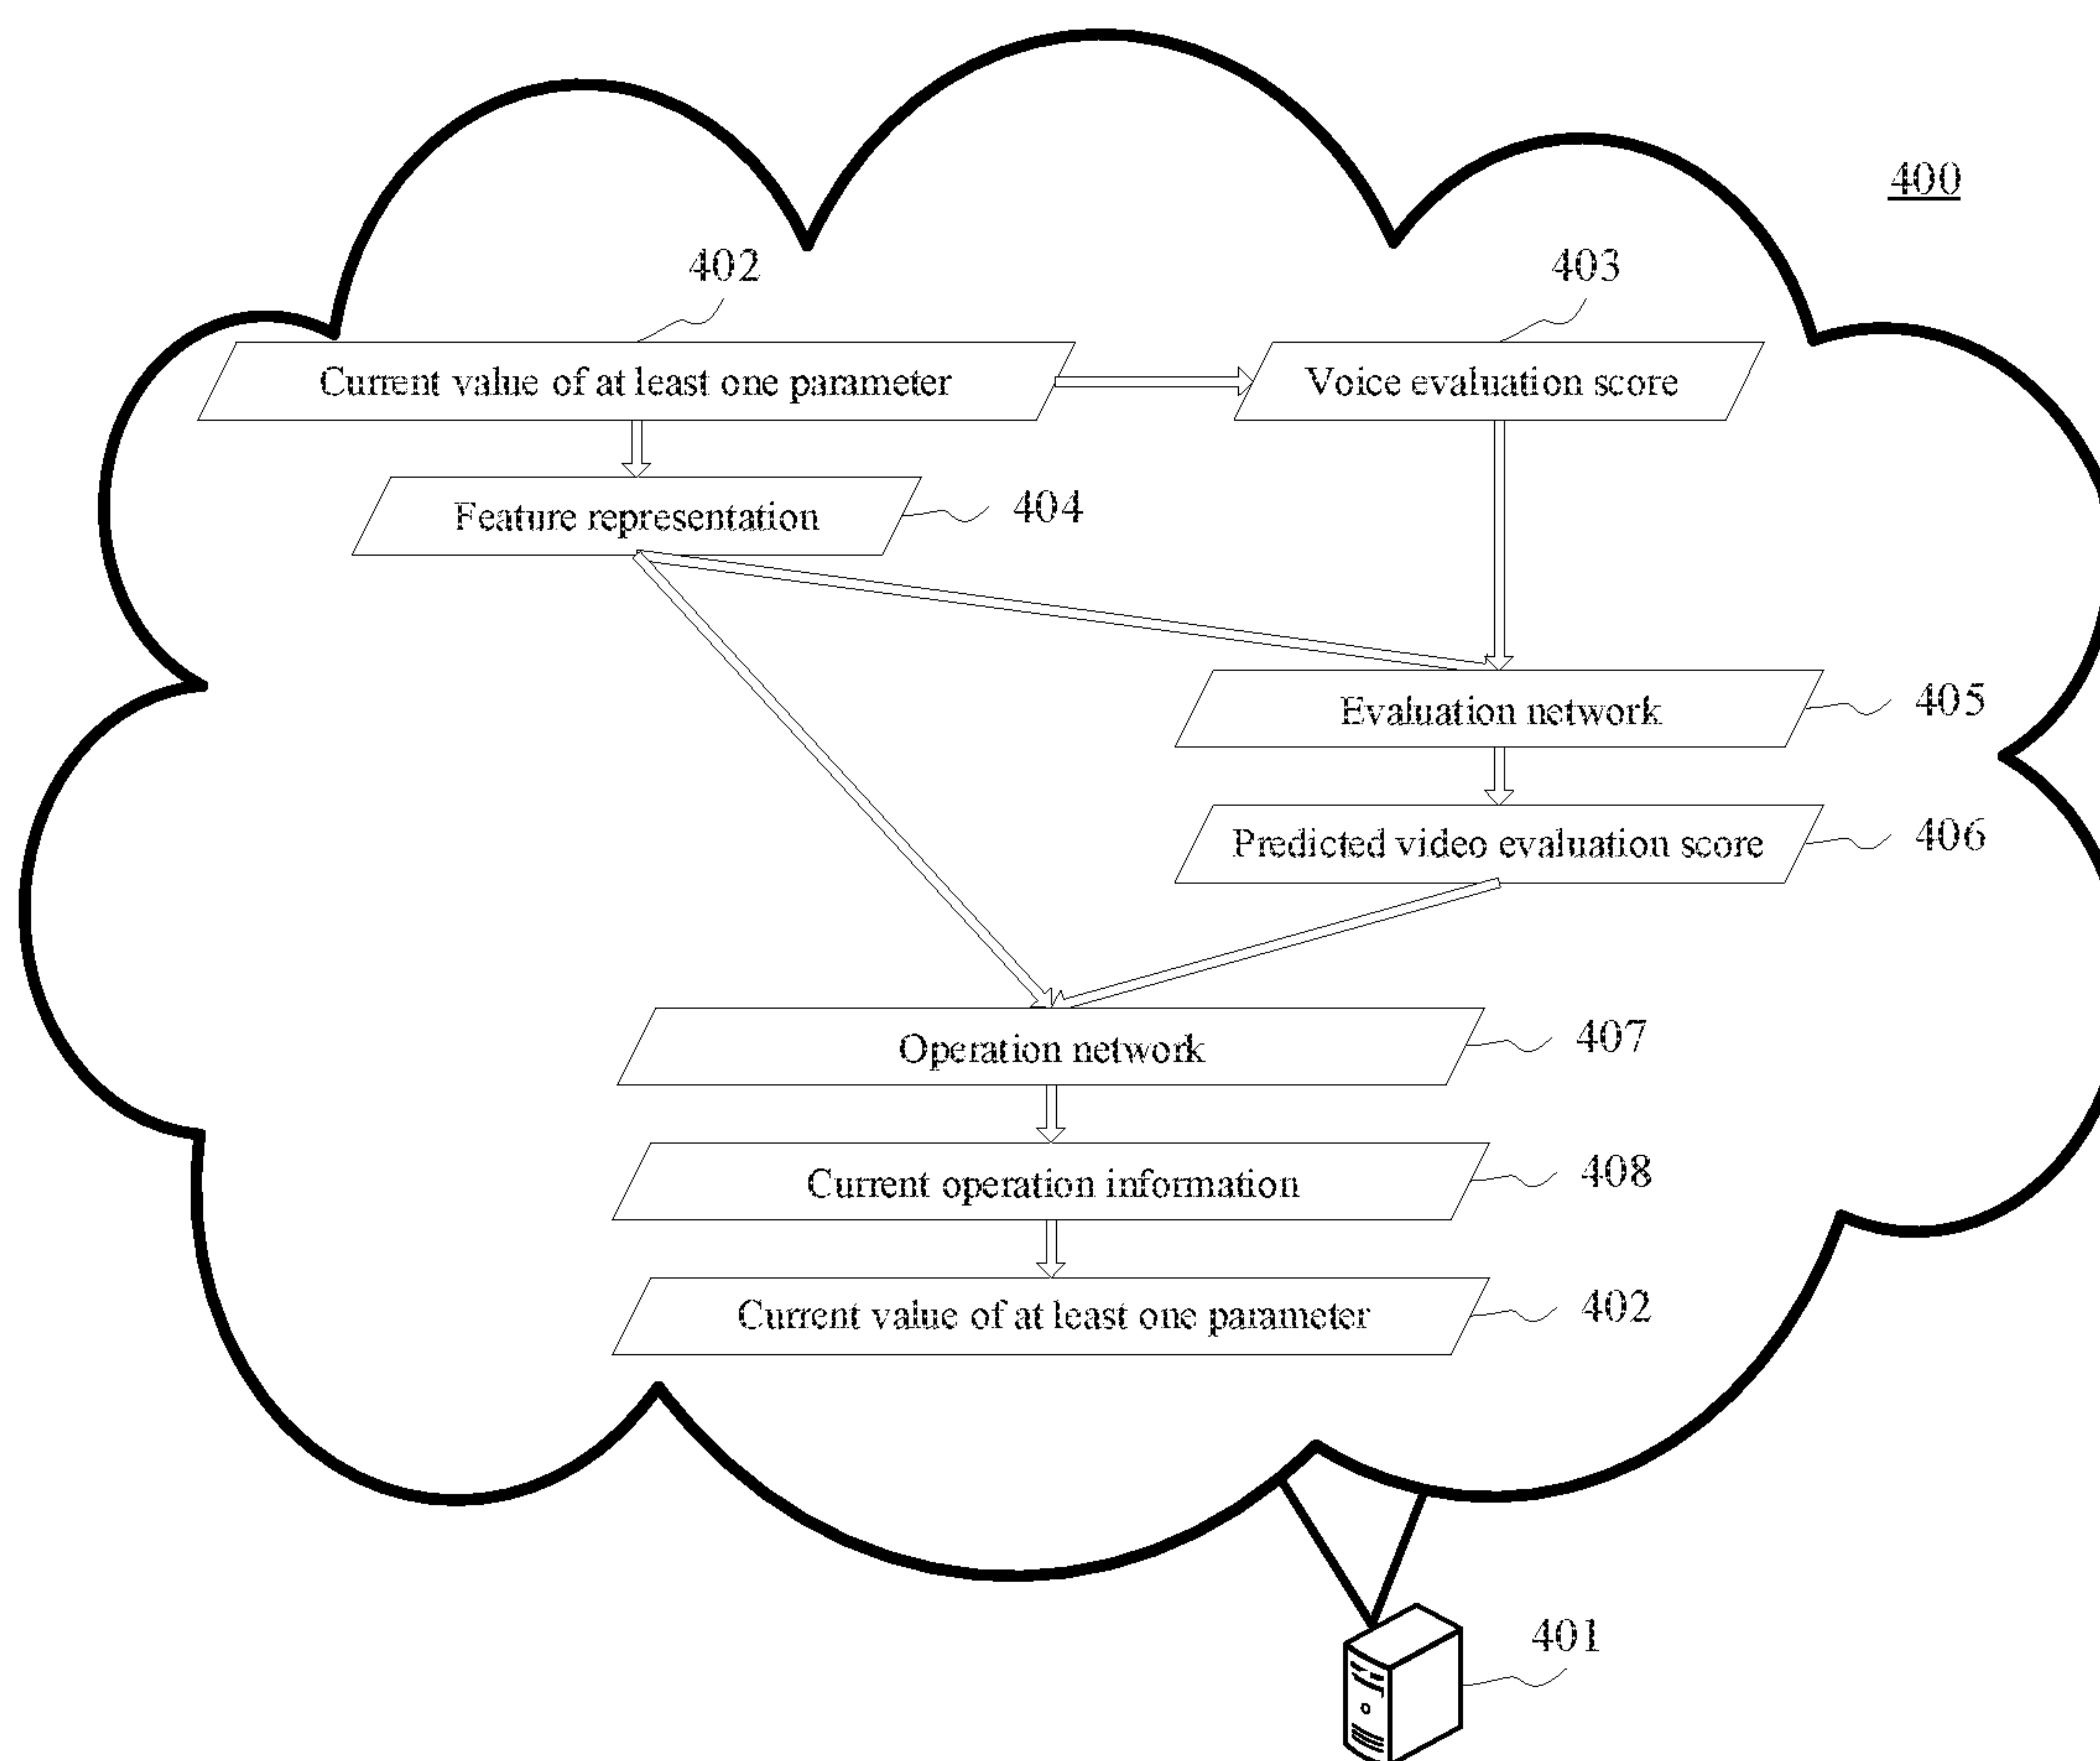 400
402
403
Current value of at least one parameter
Voice evaluation score
Feature representation
404
Evaluation network
405
Predicted video evaluation score
406
Operation network
407
Current operation information
408
Current value of at least one parameter
402
401